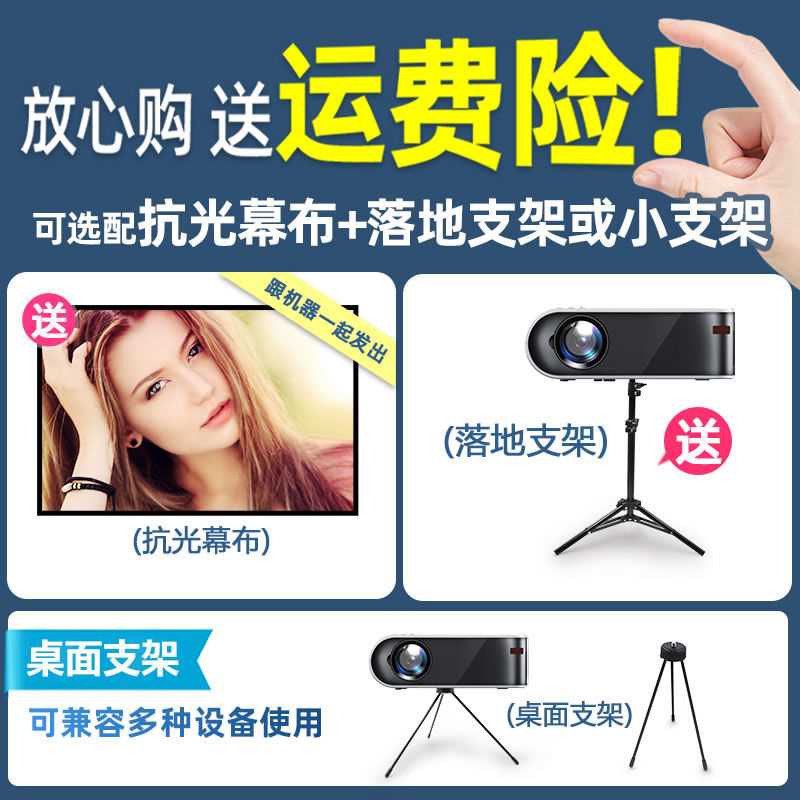 放心购 送运费险!
可选配抗光幕布+落地支架或小支架
送
跟机器一起发出
(抗光幕布)
(落地支架)
送
桌面支架
可兼容多种设备使用
(桌面支架)